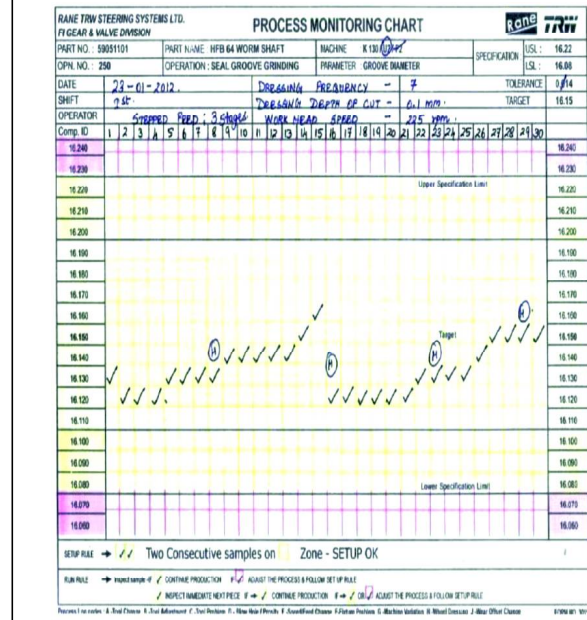 RANE TRW STEERING SYSTEMS LTD.
PROCESS MONITORING CHART
Rane TRW
FI GEAR & VALVE DIVISION
PART NO. : 59051101 PART NAME: HFB 64 WORM SHAFT MACHINE K 130 SPECIFICATION USL : 16.22
OPN. NO. : 250 OPERATION : SEAL GROOVE GRINDING PARAMETER GROOVE DIAMETER LSL : 16.08
DATE 23-01-2012. DRESSING FREQUENCY - 7 TOLERANCE
SHIFT DRESSING DEPTH OF CUT - 0.1 mm. TARGET 16.15
OPERATOR STEPPED FEED : 3 stages WORK HEAD SPEED - 225 rpm.
Comp. ID 1 2 3 4 5 6 7 8 9 10 11 12 13 14 15 16 17 18 19 20 21 22 23 24 25 26 27 28 29 30
16.240 16.240
16.230 16.230
Upper Specification Limit
16.220 16.220
16.210 16.210
16.200 16.200
16.190 16.190
16.180 16.180
16.170 16.170
16.160 H 16.160
16.150 Target 16.150
16.140 H H H 16.140
16.130 16.130
16.120 16.120
16.110 16.110
16.100 16.100
16.090 16.090
16.080 Lower Specification Limit 16.080
16.070 16.070
16.060 16.060
SETUP RULE → Two Consecutive samples on Zone - SETUP OK
RUN RULE → Inspect sample IF CONTINUE PRODUCTION IF ADJUST THE PROCESS & FOLLOW SET UP RULE
INSPECT IMMEDIATE NEXT PIECE IF → CONTINUE PRODUCTION IF → OR ADJUST THE PROCESS & FOLLOW SETUP RULE